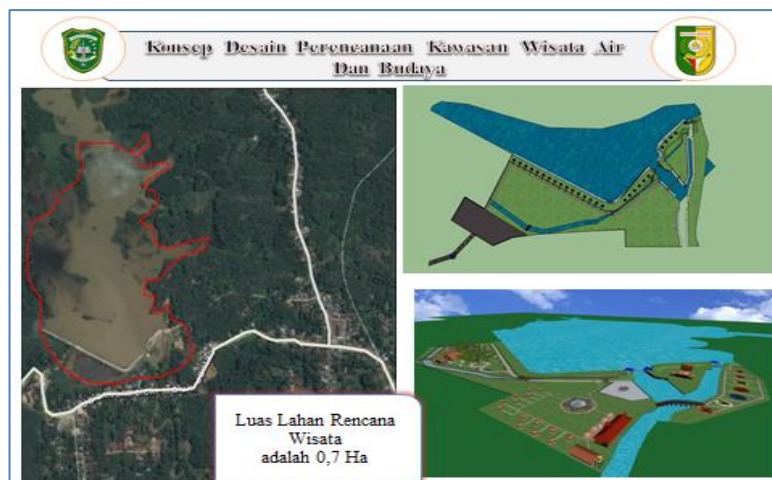 Konsep Desain Perencanaan Kawasan Wisata Air
Dan Budaya
Luas Lahan Rencana
Wisata
adalah 0,7 Ha